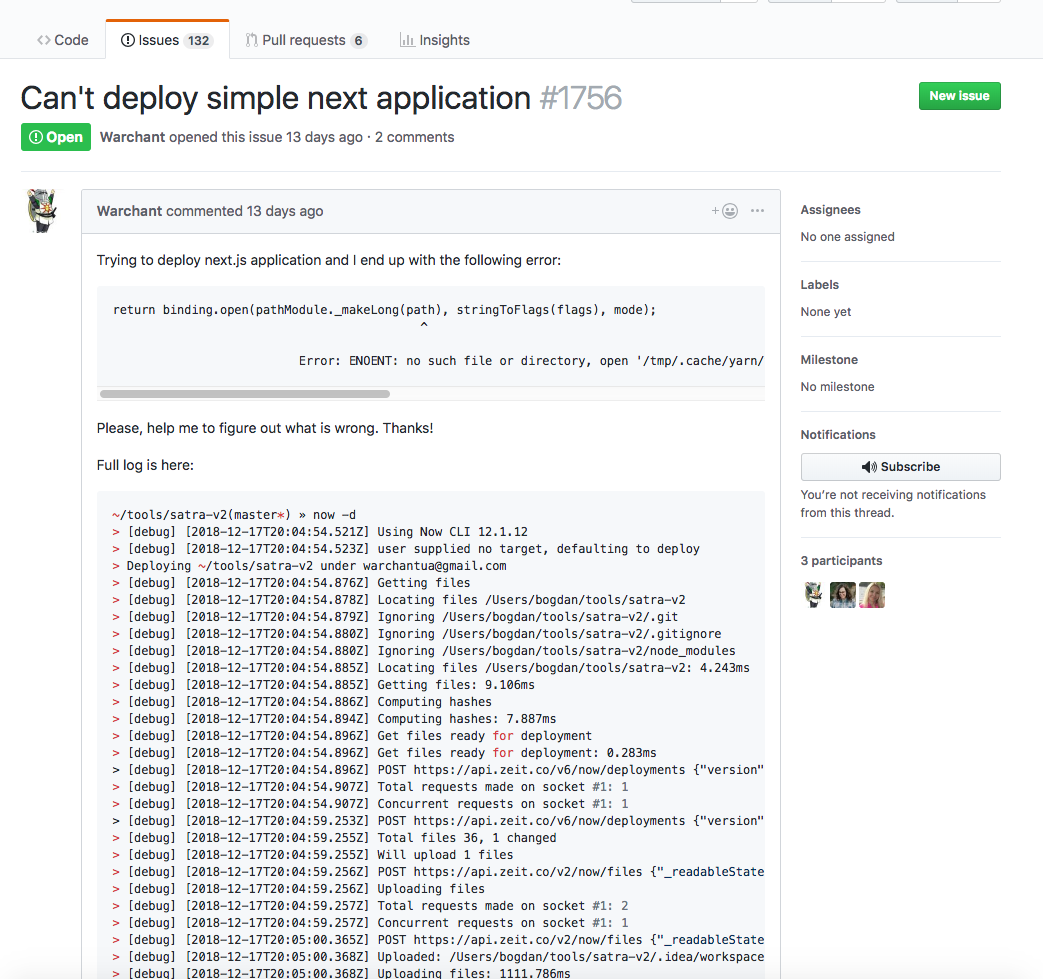 Code
Issues 132
Pull requests 6
Insights
Can't deploy simple next application #1756
New issue
Open
Warchant opened this issue 13 days ago · 2 comments
Warchant commented 13 days ago
Trying to deploy next.js application and I end up with the following error:
return binding.open(pathModule._makeLong(path), stringToFlags(flags), mode);
^
Error: ENOENT: no such file or directory, open '/tmp/.cache/yarn/
Please, help me to figure out what is wrong. Thanks!
Full log is here:
~/tools/satra-v2(master*) » now -d
> [debug] [2018-12-17T20:04:54.521Z] Using Now CLI 12.1.12
> [debug] [2018-12-17T20:04:54.523Z] user supplied no target, defaulting to deploy
> Deploying ~/tools/satra-v2 under warchantua@gmail.com
> [debug] [2018-12-17T20:04:54.876Z] Getting files
> [debug] [2018-12-17T20:04:54.878Z] Locating files /Users/bogdan/tools/satra-v2
> [debug] [2018-12-17T20:04:54.879Z] Ignoring /Users/bogdan/tools/satra-v2/.git
> [debug] [2018-12-17T20:04:54.880Z] Ignoring /Users/bogdan/tools/satra-v2/.gitignore
> [debug] [2018-12-17T20:04:54.880Z] Ignoring /Users/bogdan/tools/satra-v2/node_modules
> [debug] [2018-12-17T20:04:54.885Z] Locating files /Users/bogdan/tools/satra-v2: 4.243ms
> [debug] [2018-12-17T20:04:54.885Z] Getting files: 9.106ms
> [debug] [2018-12-17T20:04:54.886Z] Computing hashes
> [debug] [2018-12-17T20:04:54.894Z] Computing hashes: 7.887ms
> [debug] [2018-12-17T20:04:54.896Z] Get files ready for deployment
> [debug] [2018-12-17T20:04:54.896Z] Get files ready for deployment: 0.283ms
> [debug] [2018-12-17T20:04:54.896Z] POST https://api.zeit.co/v6/now/deployments {"version"
> [debug] [2018-12-17T20:04:54.907Z] Total requests made on socket #1: 1
> [debug] [2018-12-17T20:04:54.907Z] Concurrent requests on socket #1: 1
> [debug] [2018-12-17T20:04:59.253Z] POST https://api.zeit.co/v6/now/deployments {"version"
> [debug] [2018-12-17T20:04:59.255Z] Total files 36, 1 changed
> [debug] [2018-12-17T20:04:59.255Z] Will upload 1 files
> [debug] [2018-12-17T20:04:59.256Z] POST https://api.zeit.co/v2/now/files {"_readableState
> [debug] [2018-12-17T20:04:59.256Z] Uploading files
> [debug] [2018-12-17T20:04:59.257Z] Total requests made on socket #1: 2
> [debug] [2018-12-17T20:04:59.257Z] Concurrent requests on socket #1: 1
> [debug] [2018-12-17T20:05:00.365Z] POST https://api.zeit.co/v2/now/files {"_readableState
> [debug] [2018-12-17T20:05:00.368Z] Uploaded: /Users/bogdan/tools/satra-v2/.idea/workspace
> [debug] [2018-12-17T20:05:00.368Z] Uploading files: 1111.786ms
Assignees
No one assigned
Labels
None yet
Milestone
No milestone
Notifications
Subscribe
You're not receiving notifications
from this thread.
3 participants